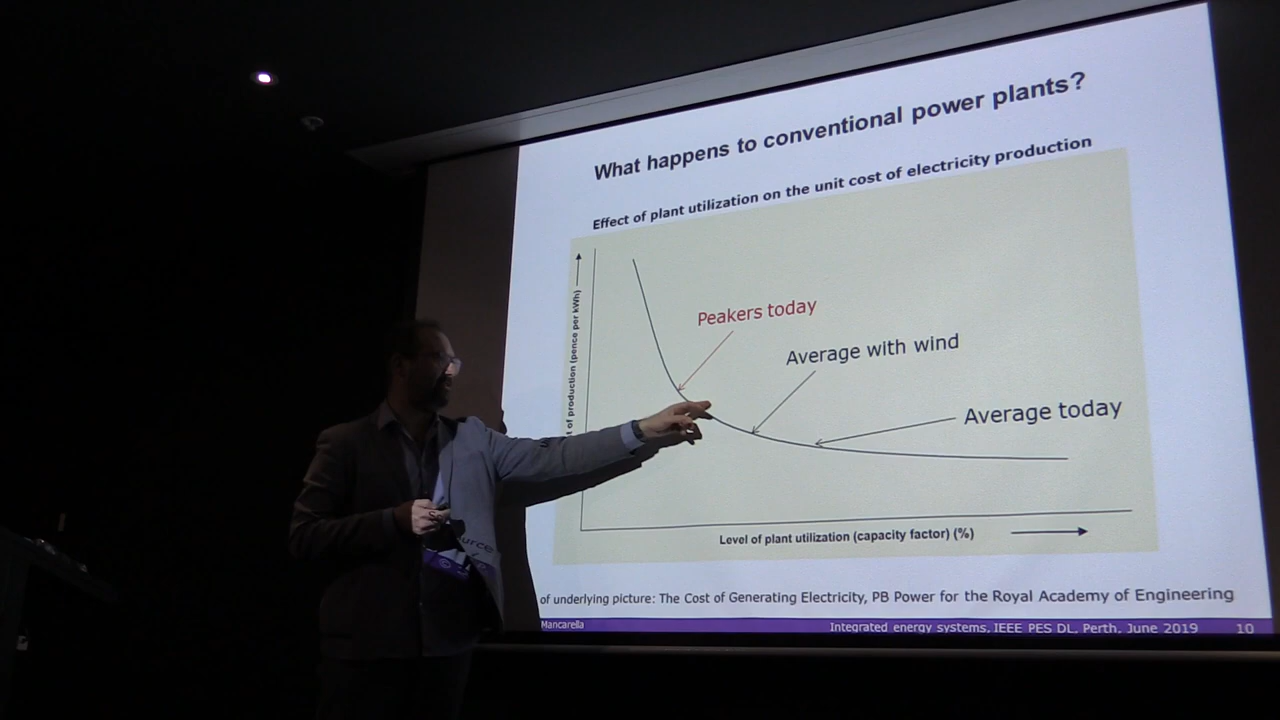 What happens to conventional power plants?
Effect of plant utilization on the unit cost of electricity production
of production (pence per kWh)
Peakers today
Average with wind
Average today
Level of plant utilization (capacity factor) (%)
of underlying picture: The Cost of Generating Electricity, PB Power for the Royal Academy of Engineering
Mancarella
Integrated energy systems, IEEE PES DL, Perth, June 2019
10